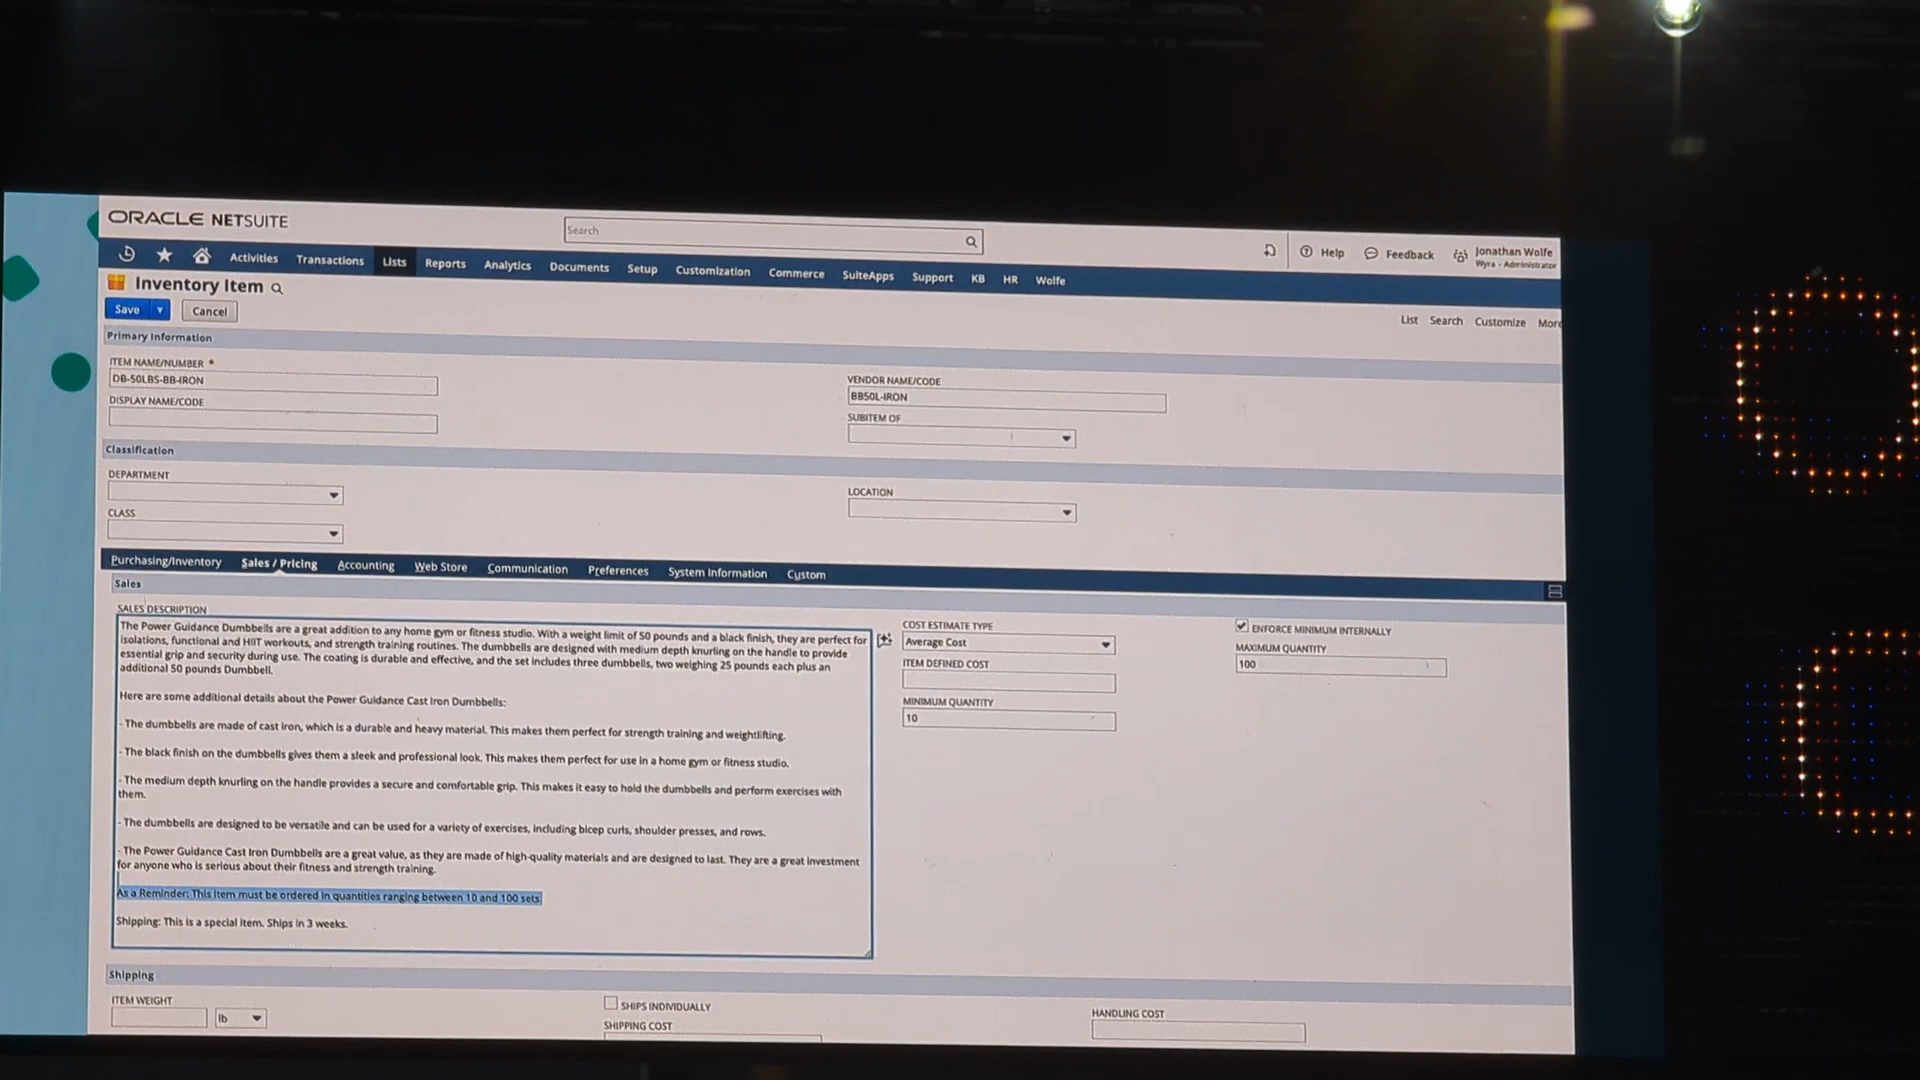 ORACLE NETSUITE
Search
Help
Feedback
Jonathan Wolfe
Wyra - Administrator
Activities
Transactions
Lists
Reports
Analytics
Documents
Setup
Customization
Commerce
SuiteApps
Support
KB
HR
Wolfe
Inventory Item
Save
Cancel
List
Search
Customize
More
Primary Information
ITEM NAME/NUMBER *
DB-50LBS-BB-IRON
VENDOR NAME/CODE
BB50L-IRON
DISPLAY NAME/CODE
SUBITEM OF
Classification
DEPARTMENT
LOCATION
CLASS
Purchasing/Inventory
Sales / Pricing
Accounting
Web Store
Communication
Preferences
System Information
Custom
Sales
SALES DESCRIPTION
The Power Guidance Dumbbells are a great addition to any home gym or fitness studio. With a weight limit of 50 pounds and a black finish, they are perfect for
isolations, functional and HIIT workouts, and strength training routines. The dumbbells are designed with medium depth knurling on the handle to provide
essential grip and security during use. The coating is durable and effective, and the set includes three dumbbells, two weighing 25 pounds each plus an
additional 50 pounds Dumbbell.
Here are some additional details about the Power Guidance Cast Iron Dumbbells:
- The dumbbells are made of cast iron, which is a durable and heavy material. This makes them perfect for strength training and weightlifting.
- The black finish on the dumbbells gives them a sleek and professional look. This makes them perfect for use in a home gym or fitness studio.
- The medium depth knurling on the handle provides a secure and comfortable grip. This makes it easy to hold the dumbbells and perform exercises with
them.
- The dumbbells are designed to be versatile and can be used for a variety of exercises, including bicep curls, shoulder presses, and rows.
- The Power Guidance Cast Iron Dumbbells are a great value, as they are made of high-quality materials and are designed to last. They are a great investment
for anyone who is serious about their fitness and strength training.
As a Reminder: This item must be ordered in quantities ranging between 10 and 100 sets.
Shipping: This is a special item. Ships in 3 weeks.
COST ESTIMATE TYPE
Average Cost
ITEM DEFINED COST
MINIMUM QUANTITY
10
ENFORCE MINIMUM INTERNALLY
MAXIMUM QUANTITY
100
Shipping
ITEM WEIGHT
lb
SHIPS INDIVIDUALLY
SHIPPING COST
HANDLING COST